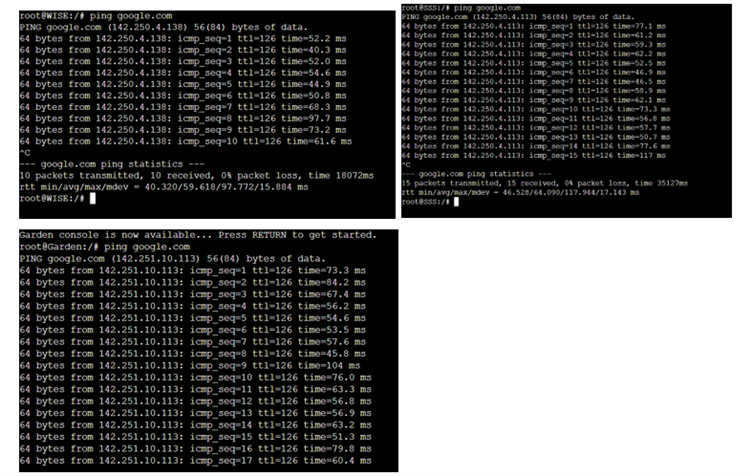 root@WISE:/# ping google.com
PING google.com (142.250.4.138) 56(84) bytes of data.
64 bytes from 142.250.4.138: icmp_seq=1 ttl=126 time=52.2 ms
64 bytes from 142.250.4.138: icmp_seq=2 ttl=126 time=40.3 ms
64 bytes from 142.250.4.138: icmp_seq=3 ttl=126 time=52.0 ms
64 bytes from 142.250.4.138: icmp_seq=4 ttl=126 time=54.6 ms
64 bytes from 142.250.4.138: icmp_seq=5 ttl=126 time=44.9 ms
64 bytes from 142.250.4.138: icmp_seq=6 ttl=126 time=50.8 ms
64 bytes from 142.250.4.138: icmp_seq=7 ttl=126 time=68.3 ms
64 bytes from 142.250.4.138: icmp_seq=8 ttl=126 time=97.7 ms
64 bytes from 142.250.4.138: icmp_seq=9 ttl=126 time=73.2 ms
64 bytes from 142.250.4.138: icmp_seq=10 ttl=126 time=61.6 ms
^C
--- google.com ping statistics ---
10 packets transmitted, 10 received, 0% packet loss, time 18072ms
rtt min/avg/max/mdev = 40.320/59.618/97.772/15.884 ms
root@WISE:/#
root@SSS:/# ping google.com
PING google.com (142.250.4.113) 56(84) bytes of data.
64 bytes from 142.250.4.113: icmp_seq=1 ttl=126 time=77.1 ms
64 bytes from 142.250.4.113: icmp_seq=2 ttl=126 time=61.2 ms
64 bytes from 142.250.4.113: icmp_seq=3 ttl=126 time=59.3 ms
64 bytes from 142.250.4.113: icmp_seq=4 ttl=126 time=62.2 ms
64 bytes from 142.250.4.113: icmp_seq=5 ttl=126 time=52.5 ms
64 bytes from 142.250.4.113: icmp_seq=6 ttl=126 time=46.9 ms
64 bytes from 142.250.4.113: icmp_seq=7 ttl=126 time=46.5 ms
64 bytes from 142.250.4.113: icmp_seq=8 ttl=126 time=58.9 ms
64 bytes from 142.250.4.113: icmp_seq=9 ttl=126 time=62.1 ms
64 bytes from 142.250.4.113: icmp_seq=10 ttl=126 time=73.3 ms
64 bytes from 142.250.4.113: icmp_seq=11 ttl=126 time=56.8 ms
64 bytes from 142.250.4.113: icmp_seq=12 ttl=126 time=57.7 ms
64 bytes from 142.250.4.113: icmp_seq=13 ttl=126 time=50.7 ms
64 bytes from 142.250.4.113: icmp_seq=14 ttl=126 time=77.6 ms
64 bytes from 142.250.4.113: icmp_seq=15 ttl=126 time=117 ms
^C
--- google.com ping statistics ---
15 packets transmitted, 15 received, 0% packet loss, time 35127ms
rtt min/avg/max/mdev = 46.528/64.090/117.944/17.143 ms
root@SSS:/#
Garden console is now available... Press RETURN to get started.
root@Garden:/# ping google.com
PING google.com (142.251.10.113) 56(84) bytes of data.
64 bytes from 142.251.10.113: icmp_seq=1 ttl=126 time=73.3 ms
64 bytes from 142.251.10.113: icmp_seq=2 ttl=126 time=84.2 ms
64 bytes from 142.251.10.113: icmp_seq=3 ttl=126 time=67.4 ms
64 bytes from 142.251.10.113: icmp_seq=4 ttl=126 time=56.2 ms
64 bytes from 142.251.10.113: icmp_seq=5 ttl=126 time=54.6 ms
64 bytes from 142.251.10.113: icmp_seq=6 ttl=126 time=53.5 ms
64 bytes from 142.251.10.113: icmp_seq=7 ttl=126 time=57.6 ms
64 bytes from 142.251.10.113: icmp_seq=8 ttl=126 time=45.8 ms
64 bytes from 142.251.10.113: icmp_seq=9 ttl=126 time=104 ms
64 bytes from 142.251.10.113: icmp_seq=10 ttl=126 time=76.0 ms
64 bytes from 142.251.10.113: icmp_seq=11 ttl=126 time=63.3 ms
64 bytes from 142.251.10.113: icmp_seq=12 ttl=126 time=56.8 ms
64 bytes from 142.251.10.113: icmp_seq=13 ttl=126 time=56.9 ms
64 bytes from 142.251.10.113: icmp_seq=14 ttl=126 time=63.2 ms
64 bytes from 142.251.10.113: icmp_seq=15 ttl=126 time=51.3 ms
64 bytes from 142.251.10.113: icmp_seq=16 ttl=126 time=79.8 ms
64 bytes from 142.251.10.113: icmp_seq=17 ttl=126 time=60.4 ms